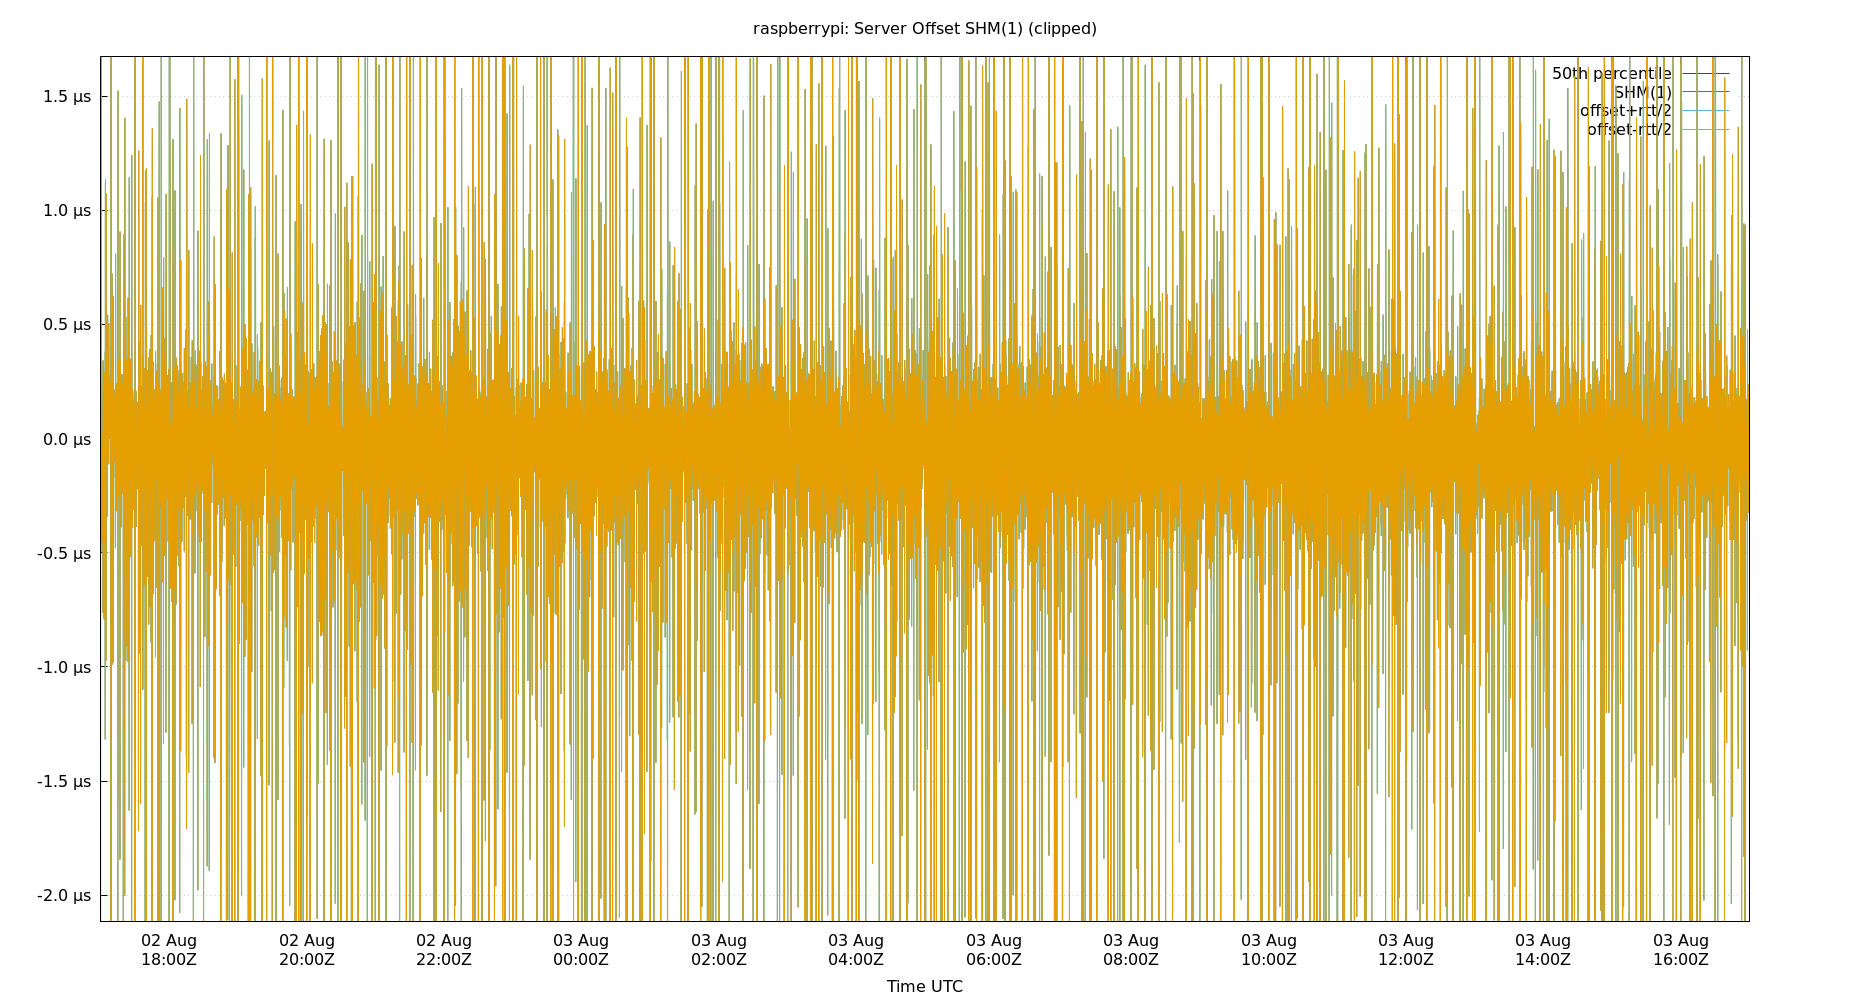 raspberrypi: Server Offset SHM(1) (clipped)
50th percentile
SHM(1)
offset+rtt/2
offset-rtt/2
1.5 µs
1.0 µs
0.5 µs
0.0 µs
-0.5 µs
-1.0 µs
-1.5 µs
-2.0 µs
02 Aug 02 Aug 02 Aug 03 Aug 03 Aug 03 Aug 03 Aug 03 Aug 03 Aug 03 Aug 03 Aug 03 Aug
18:00Z 20:00Z 22:00Z 00:00Z 02:00Z 04:00Z 06:00Z 08:00Z 10:00Z 12:00Z 14:00Z 16:00Z
Time UTC